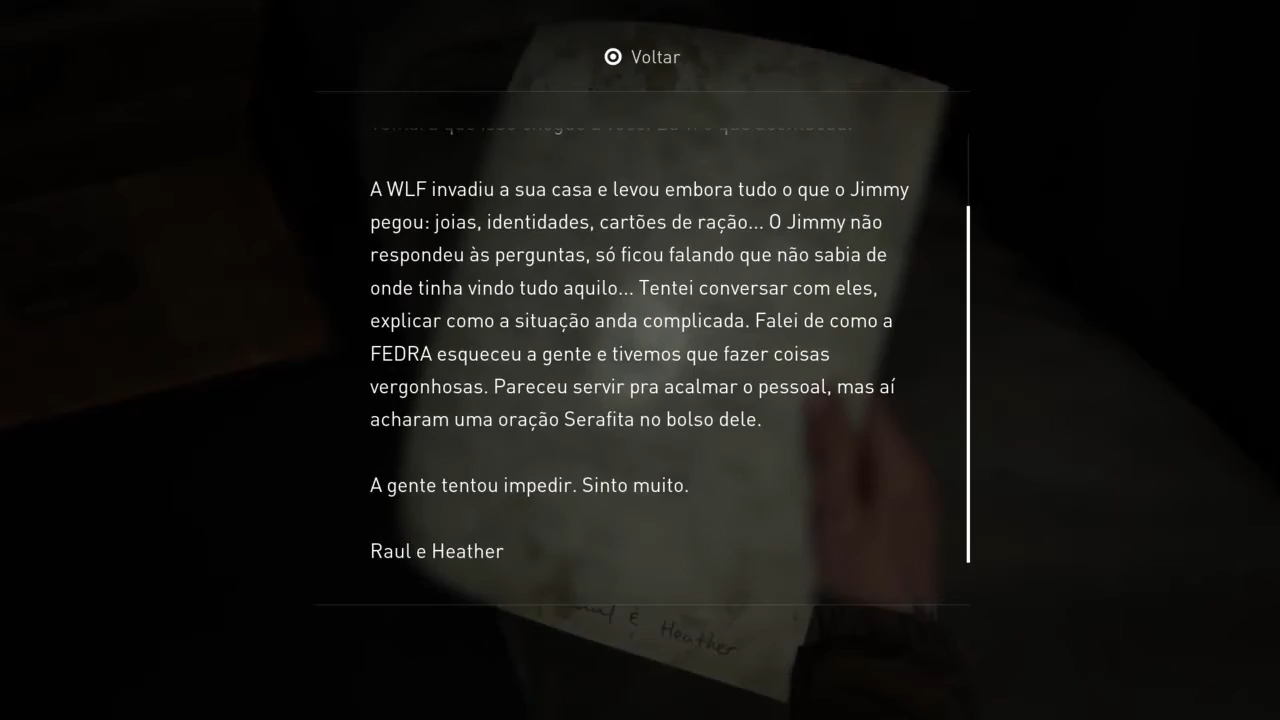 Voltar
A WLF invadiu a sua casa e levou embora tudo o que o Jimmy
pegou: joias, identidades, cartões de ração... O Jimmy não
respondeu às perguntas, só ficou falando que não sabia de
onde tinha vindo tudo aquilo... Tentei conversar com eles,
explicar como a situação anda complicada. Falei de como a
FEDRA esqueceu a gente e tivemos que fazer coisas
vergonhosas. Pareceu servir pra acalmar o pessoal, mas aí
acharam uma oração Serafita no bolso dele.
A gente tentou impedir. Sinto muito.
Raul e Heather
& Heather